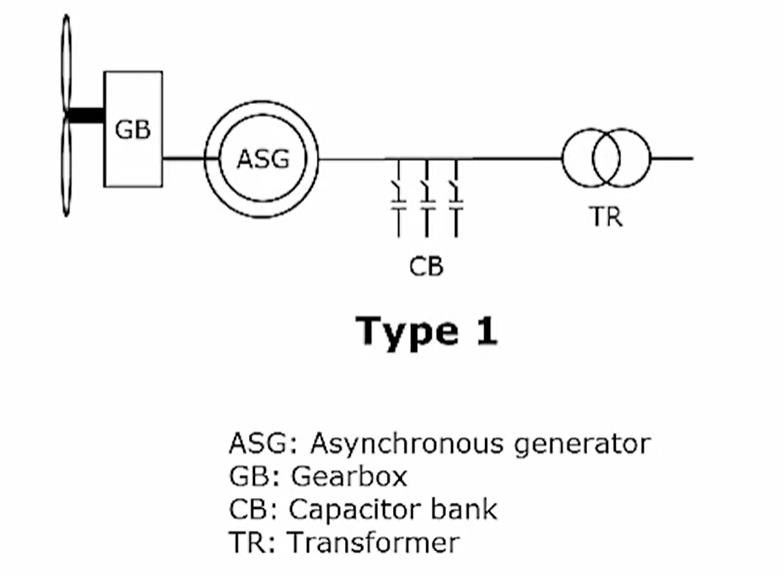 GB
ASG
TR
CB
Type 1
ASG: Asynchronous generator
GB: Gearbox
CB: Capacitor bank
TR: Transformer